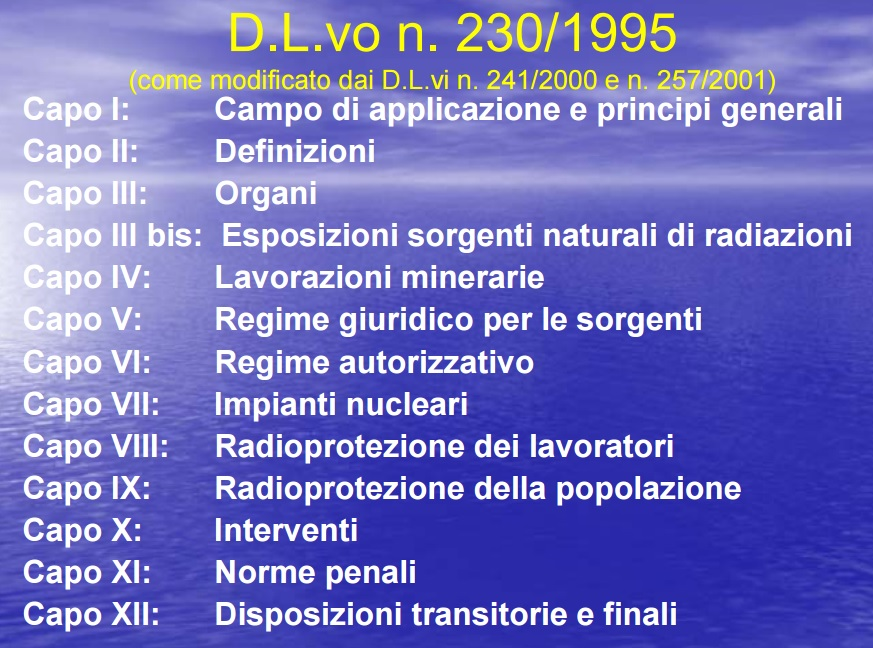 D.L.vo n. 230/1995
(come modificato dai D.L.vi n. 241/2000 e n. 257/2001)
Capo I: Campo di applicazione e principi generali
Capo II: Definizioni
Capo III: Organi
Capo III bis: Esposizioni sorgenti naturali di radiazioni
Capo IV: Lavorazioni minerarie
Capo V: Regime giuridico per le sorgenti
Capo VI: Regime autorizzativo
Capo VII: Impianti nucleari
Capo VIII: Radioprotezione dei lavoratori
Capo IX: Radioprotezione della popolazione
Capo X: Interventi
Capo XI: Norme penali
Capo XII: Disposizioni transitorie e finali